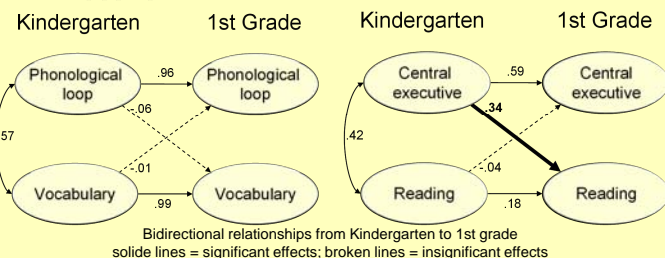 Kindergarten 1st Grade Kindergarten 1st Grade
Phonological loop .96 Phonological loop Central executive .59 Central executive
-.06 .34
57 .42
-.01 -.04
Vocabulary .99 Vocabulary Reading .18 Reading
Bidirectional relationships from Kindergarten to 1st grade
solide lines = significant effects; broken lines = insignificant effects